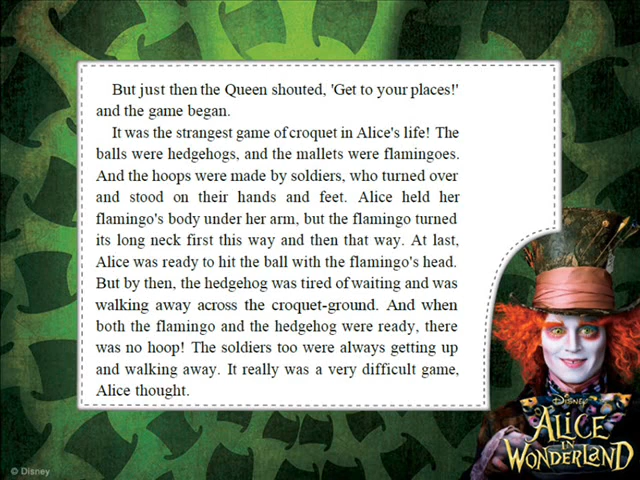 But just then the Queen shouted, 'Get to your places!'
and the game began.
It was the strangest game of croquet in Alice's life! The
balls were hedgehogs, and the mallets were flamingoes.
And the hoops were made by soldiers, who turned over
and stood on their hands and feet. Alice held her
flamingo's body under her arm, but the flamingo turned
its long neck first this way and then that way. At last,
Alice was ready to hit the ball with the flamingo's head.
But by then, the hedgehog was tired of waiting and was
walking away across the croquet-ground. And when
both the flamingo and the hedgehog were ready, there
was no hoop! The soldiers too were always getting up
and walking away. It really was a very difficult game,
Alice thought.
DISNEY
ALICE
IN
WONDERLAND
© Disney